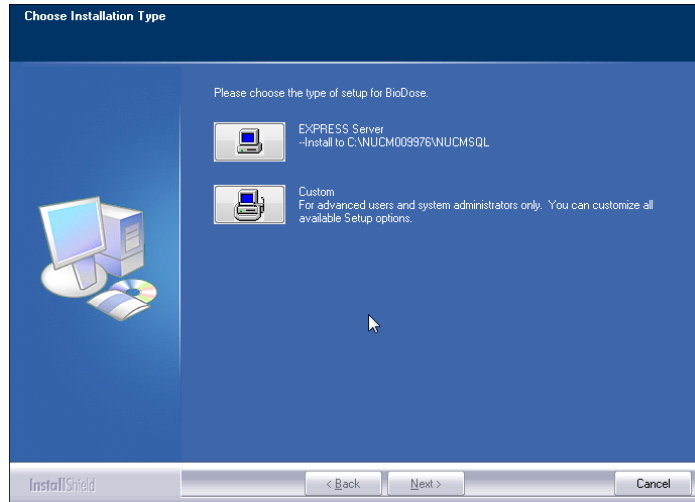 Choose Installation Type
Please choose the type of setup for BioDose.
EXPRESS Server
--Install to C:\NUCM009976\NUCMSQL
Custom
For advanced users and system administrators only. You can customize all
available Setup options.
InstallShield
< Back
Next >
Cancel